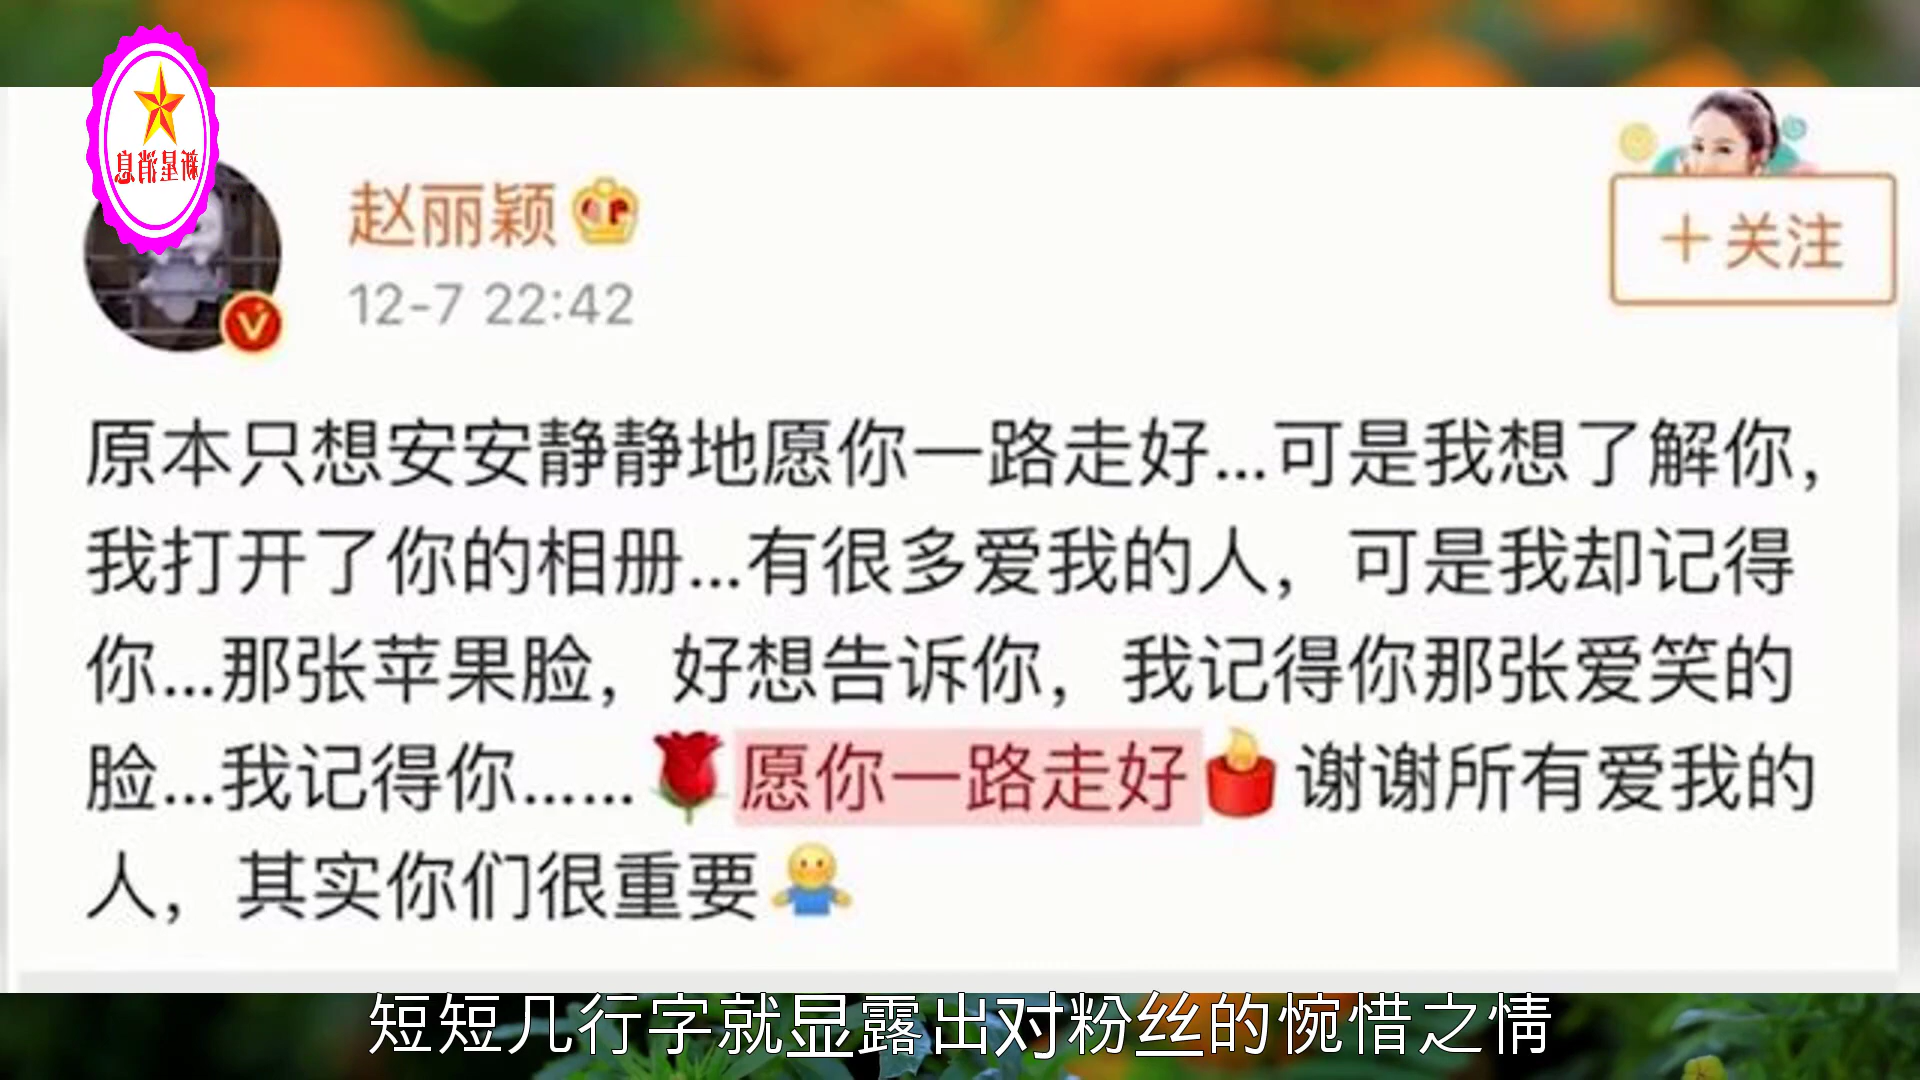 新星消息
赵丽颖
12-7 22:42
+关注
原本只想安安静静地愿你一路走好...可是我想了解你，
我打开了你的相册...有很多爱我的人，可是我却记得
你...那张苹果脸，好想告诉你，我记得你那张爱笑的
脸...我记得你......🌹愿你一路走好🕯谢谢所有爱我的
人，其实你们很重要
短短几行字就显露出对粉丝的惋惜之情